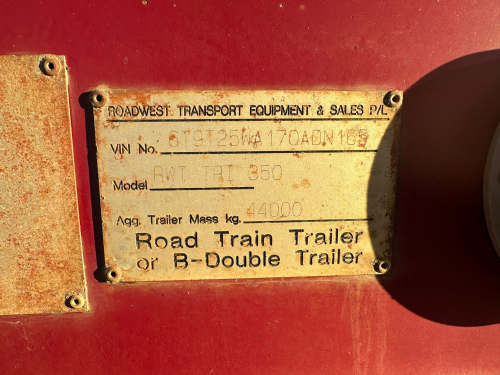 ROADWEST TRANSPORT EQUIPMENT & SALES P/L
VIN No. 6T9T25WA170ADN165
Model RWT TRI 350
Agg. Trailer Mass kg. 44000
Road Train Trailer
or B-Double Trailer